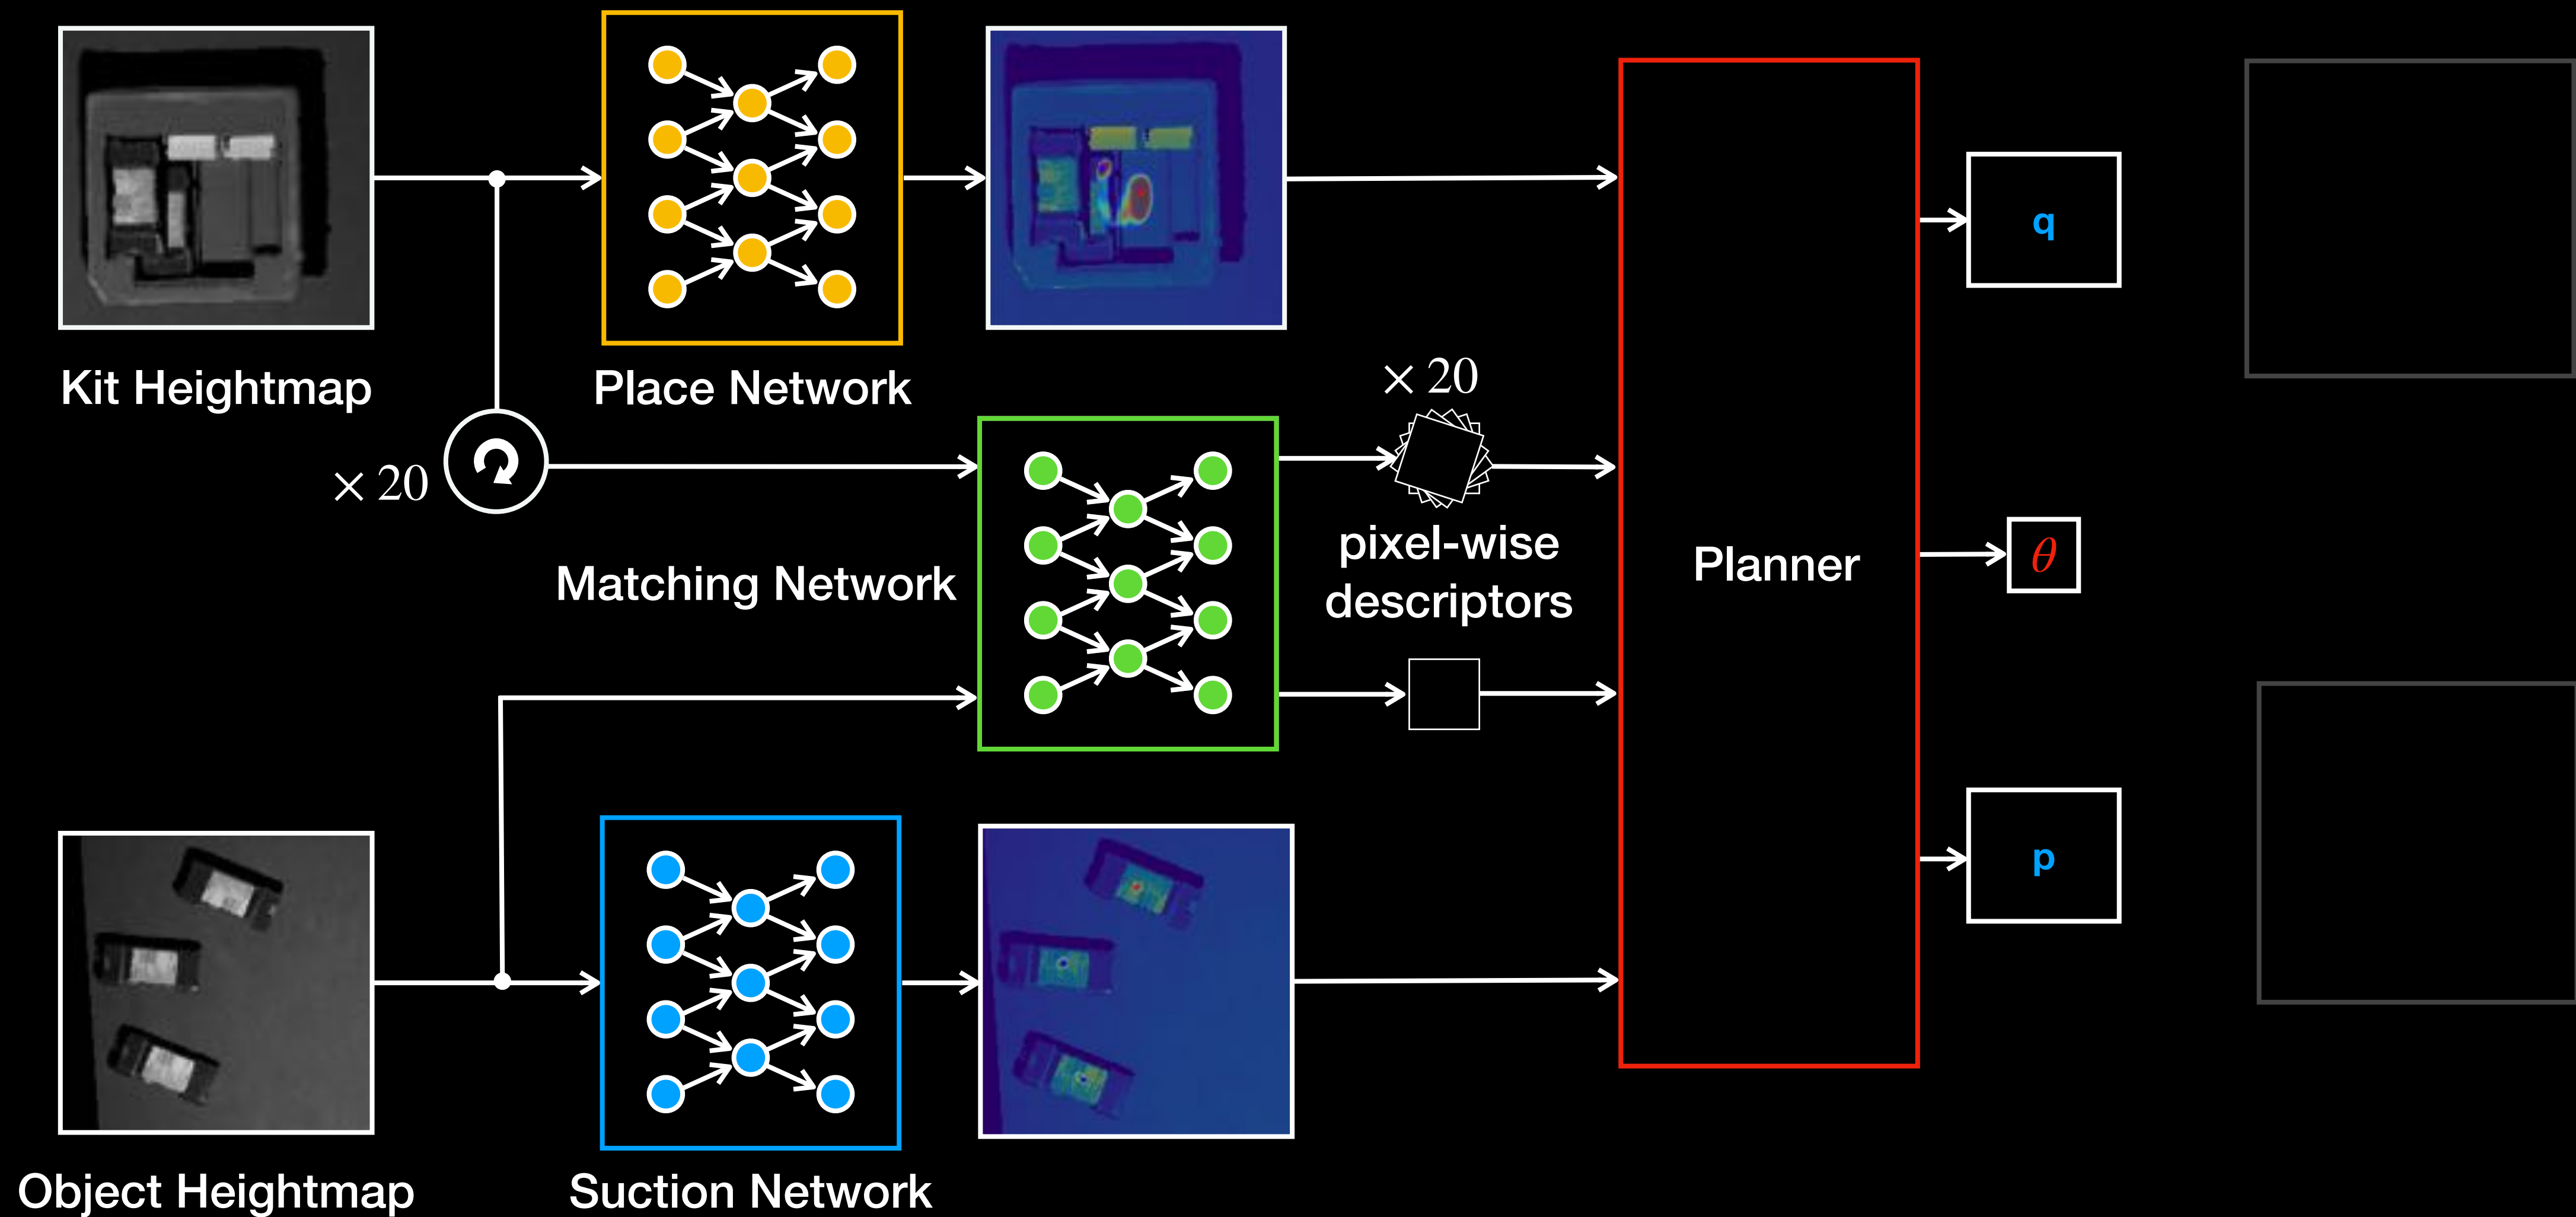 Kit Heightmap
Place Network
× 20
× 20
Matching Network
pixel-wise
descriptors
Planner
q
θ
p
Object Heightmap
Suction Network